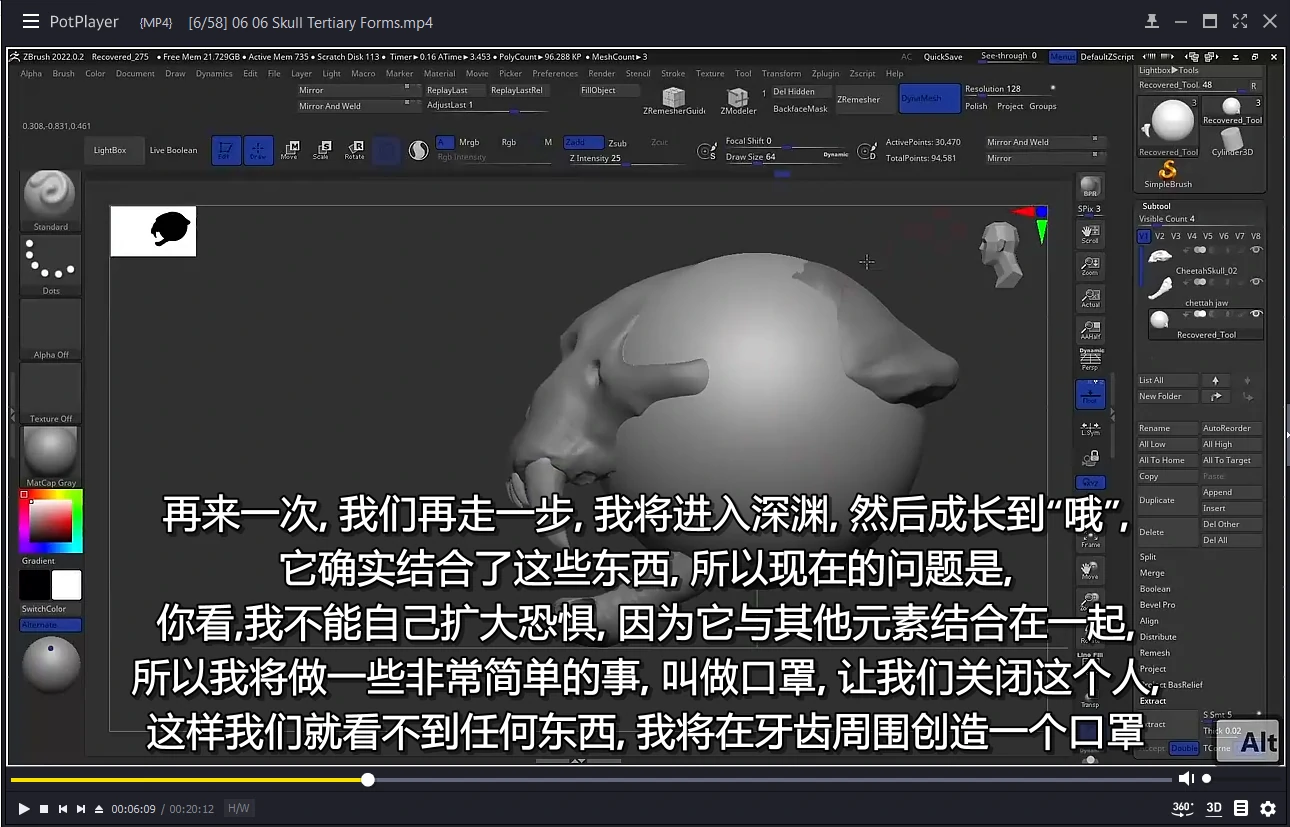 PotPlayer {MP4} [6/58] 06 06 Skull Tertiary Forms.mp4
ZBrush 2022.0.2 Recovered_275 • Free Mem 21.729GB • Active Mem 735 • Scratch Disk 113 • Timer▶0.16 ATime▶3.453 • PolyCount▶96.288 KP • MeshCount▶3 AC QuickSave See-through 0 Menus DefaultZScript
Alpha Brush Color Document Draw Dynamics Edit File Layer Light Macro Marker Material Movie Picker Preferences Render Stencil Stroke Texture Tool Transform Zplugin Zscript Help
Mirror ReplayLast ReplayLastRel FillObject
Mirror And Weld AdjustLast 1
ZRemesherGuide ZModeler 1
Del Hidden
BackfaceMask
ZRemesher DynaMesh
Resolution 128
Polish Project Groups
0.308,-0.831,0.461
LightBox Live Boolean Edit Draw Move Scale Rotate
A Mrgb Rgb M Zadd Zsub Zcut
Rgb Intensity Z Intensity 25
Focal Shift 0
Draw Size 64 Dynamic
S D
ActivePoints: 30,470
TotalPoints: 94,581
Mirror And Weld
Mirror
Standard
Dots
Alpha Off
Texture Off
MatCap Gray
Gradient
SwitchColor
Alternate
BPR
SPix 3
Scroll
Zoom
Actual
AAHalf
Dynamic
Persp
L.Sym
Frame
Move
Line Fill
Transp
Lightbox▶Tools
Recovered_Tool. 48 R
3 3
Recovered_Tool
Recovered_Tool Cylinder3D
SimpleBrush
Subtool
Visible Count 4
V1 V2 V3 V4 V5 V6 V7 V8
CheetahSkull_02
chettah jaw
Recovered_Tool
List All
New Folder
Rename AutoReorder
All Low All High
All To Home All To Target
Copy Paste
Duplicate Append
Insert
Delete Del Other
Del All
Split
Merge
Boolean
Bevel Pro
Align
Distribute
Remesh
Project
Project BasRelief
Extract
S Smt 5
Thick 0.02
Accept Double TCorne
Alt
再来一次, 我们再走一步, 我将进入深渊, 然后成长到“哦”,
它确实结合了这些东西, 所以现在的问题是,
你看,我不能自己扩大恐惧, 因为它与其他元素结合在一起,
所以我将做一些非常简单的事, 叫做口罩, 让我们关闭这个人,
这样我们就看不到任何东西, 我将在牙齿周围创造一个口罩
00:06:09 / 00:20:12 H/W 360° 3D